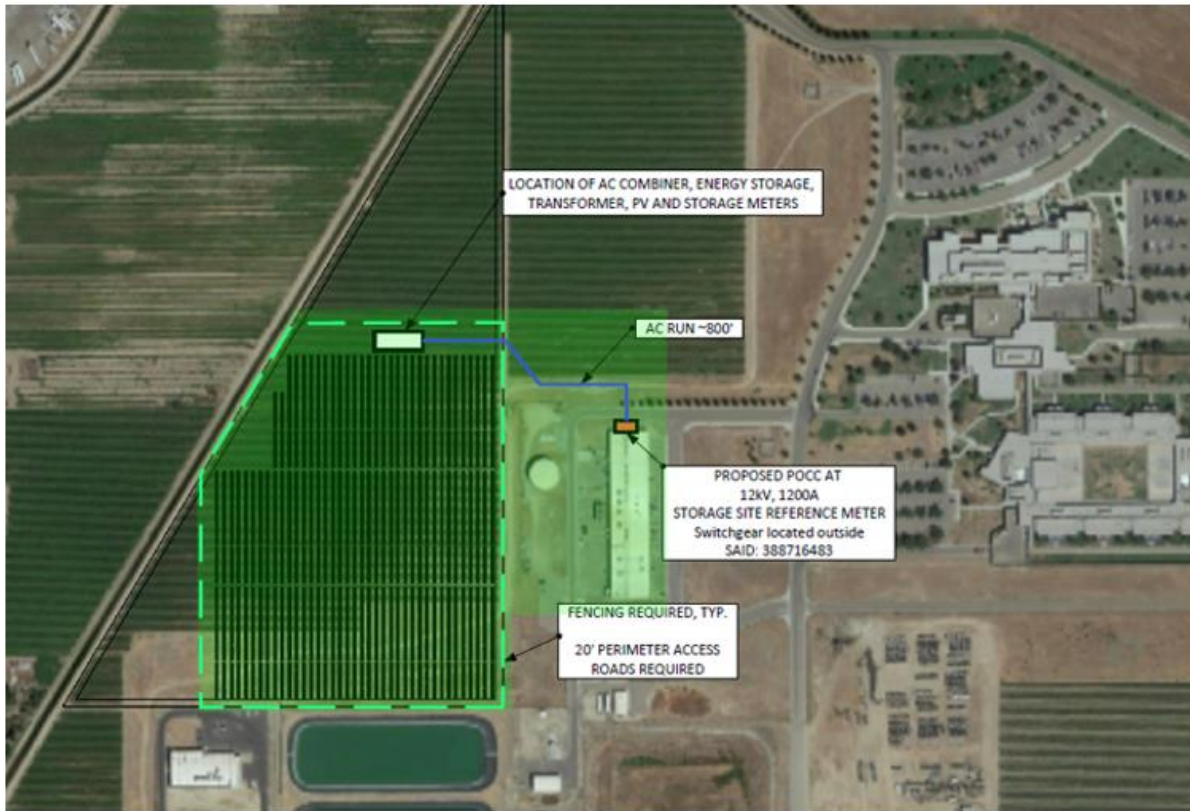 LOCATION OF AC COMBINER, ENERGY STORAGE,
TRANSFORMER, PV AND STORAGE METERS
AC RUN ~800'
PROPOSED POCC AT
12kV, 1200A
STORAGE SITE REFERENCE METER
Switchgear located outside
SAID: 388716483
FENCING REQUIRED, TYP.
20' PERIMETER ACCESS
ROADS REQUIRED